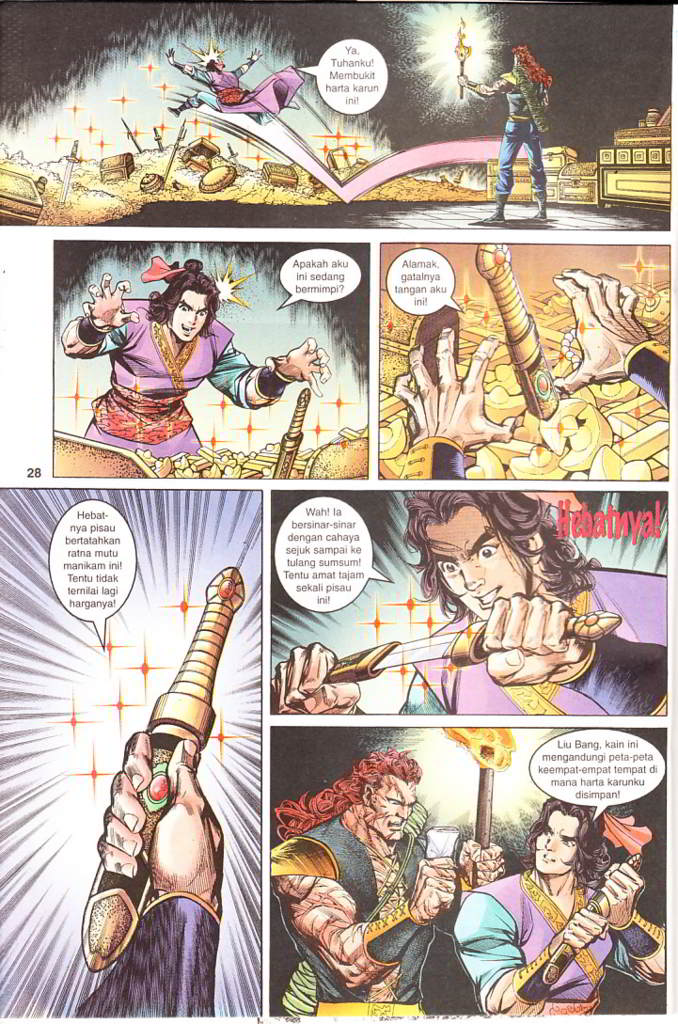 Ya,
Tuhanku!
Membukit
harta karun
ini!
Apakah aku
ini sedang
bermimpi?
Alamak,
gatalnya
tangan aku
ini!
28
Hebat-
nya pisau
bertatahkan
ratna mutu
manikam ini!
Tentu tidak
ternilai lagi
harganya!
Wah! Ia
bersinar-sinar
dengan cahaya
sejuk sampai ke
tulang sumsum!
Tentu amat tajam
sekali pisau
ini!
Hebatnya!
Liu Bang, kain ini
mengandungi peta-peta
keempat-empat tempat di
mana harta karunku
disimpan!